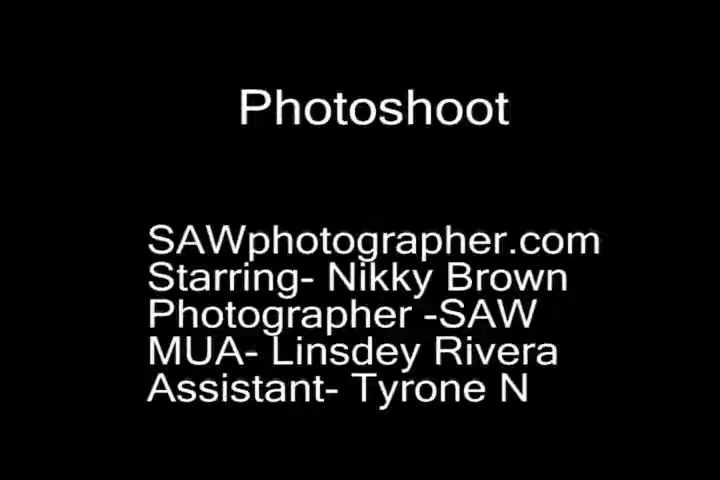 Photoshoot
SAWphotographer.com
Starring- Nikky Brown
Photographer -SAW
MUA- Linsdey Rivera
Assistant- Tyrone N